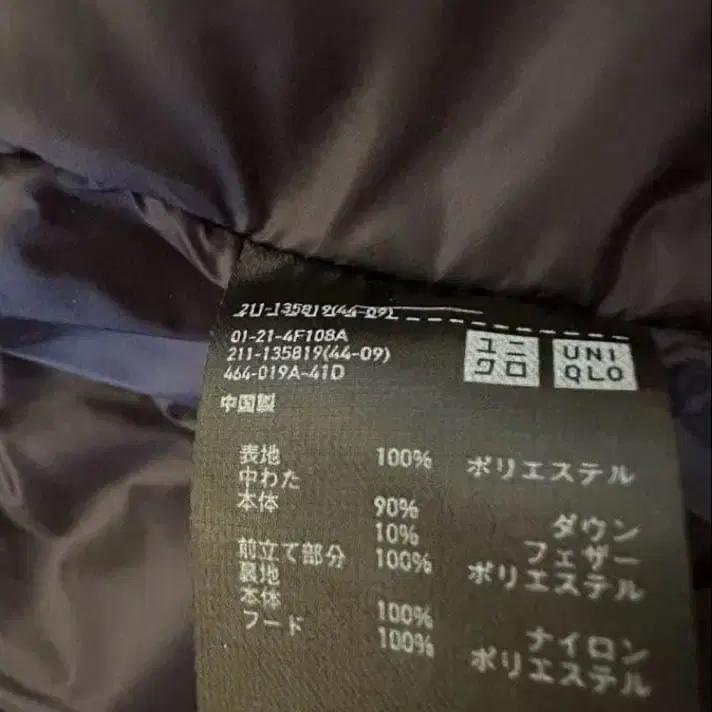 211-135819(44-09)
01-21-4F108A
211-135819(44-09)
464-019A-41D
ユニクロ
UNIQLO
中国製
表地 100% ポリエステル
中わた
本体 90% ダウン
10% フェザー
前立て部分 100% ポリエステル
裏地
本体 100% ナイロン
フード 100% ポリエステル